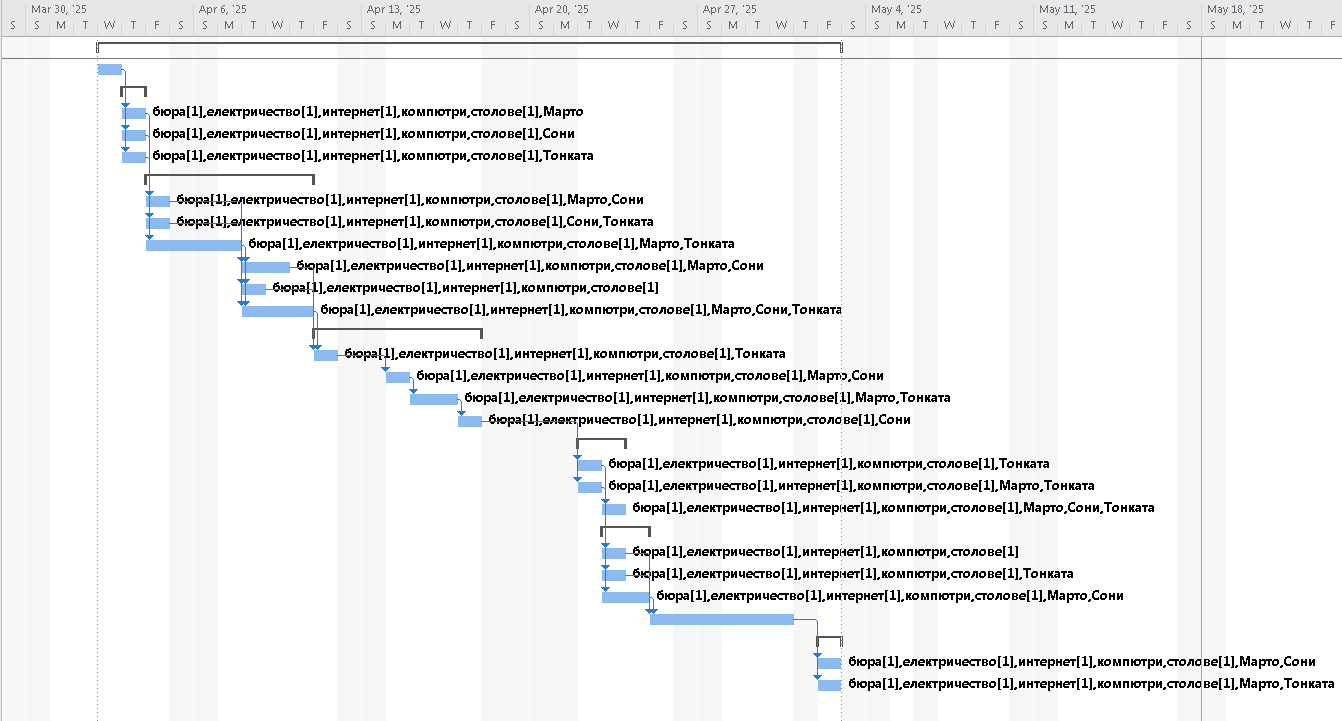 Mar 30, '25 Apr 6, '25 Apr 13, '25 Apr 20, '25 Apr 27, '25 May 4, '25 May 11, '25 May 18, '25
S S M T W T F S S M T W T F S S M T W T F S S M T W T F S S M T W T F S S M T W T F S S M T W T F S S M T W T F
бюра[1],електричество[1],интернет[1],компютри,столове[1],Марто
бюра[1],електричество[1],интернет[1],компютри,столове[1],Сони
бюра[1],електричество[1],интернет[1],компютри,столове[1],Тонката
бюра[1],електричество[1],интернет[1],компютри,столове[1],Марто,Сони
бюра[1],електричество[1],интернет[1],компютри,столове[1],Сони,Тонката
бюра[1],електричество[1],интернет[1],компютри,столове[1],Марто,Тонката
бюра[1],електричество[1],интернет[1],компютри,столове[1],Марто,Сони
бюра[1],електричество[1],интернет[1],компютри,столове[1]
бюра[1],електричество[1],интернет[1],компютри,столове[1],Марто,Сони,Тонката
бюра[1],електричество[1],интернет[1],компютри,столове[1],Тонката
бюра[1],електричество[1],интернет[1],компютри,столове[1],Марто,Сони
бюра[1],електричество[1],интернет[1],компютри,столове[1],Марто,Тонката
бюра[1],електричество[1],интернет[1],компютри,столове[1],Сони
бюра[1],електричество[1],интернет[1],компютри,столове[1],Тонката
бюра[1],електричество[1],интернет[1],компютри,столове[1],Марто,Тонката
бюра[1],електричество[1],интернет[1],компютри,столове[1],Марто,Сони,Тонката
бюра[1],електричество[1],интернет[1],компютри,столове[1]
бюра[1],електричество[1],интернет[1],компютри,столове[1],Тонката
бюра[1],електричество[1],интернет[1],компютри,столове[1],Марто,Сони
бюра[1],електричество[1],интернет[1],компютри,столове[1],Марто,Сони
бюра[1],електричество[1],интернет[1],компютри,столове[1],Марто,Тонката